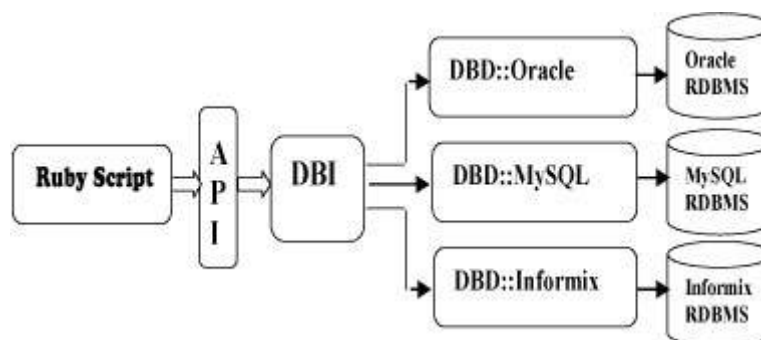 Ruby Script
A
P
I
DBI
DBD::Oracle
Oracle
RDBMS
DBD::MySQL
MySQL
RDBMS
DBD::Informix
Informix
RDBMS